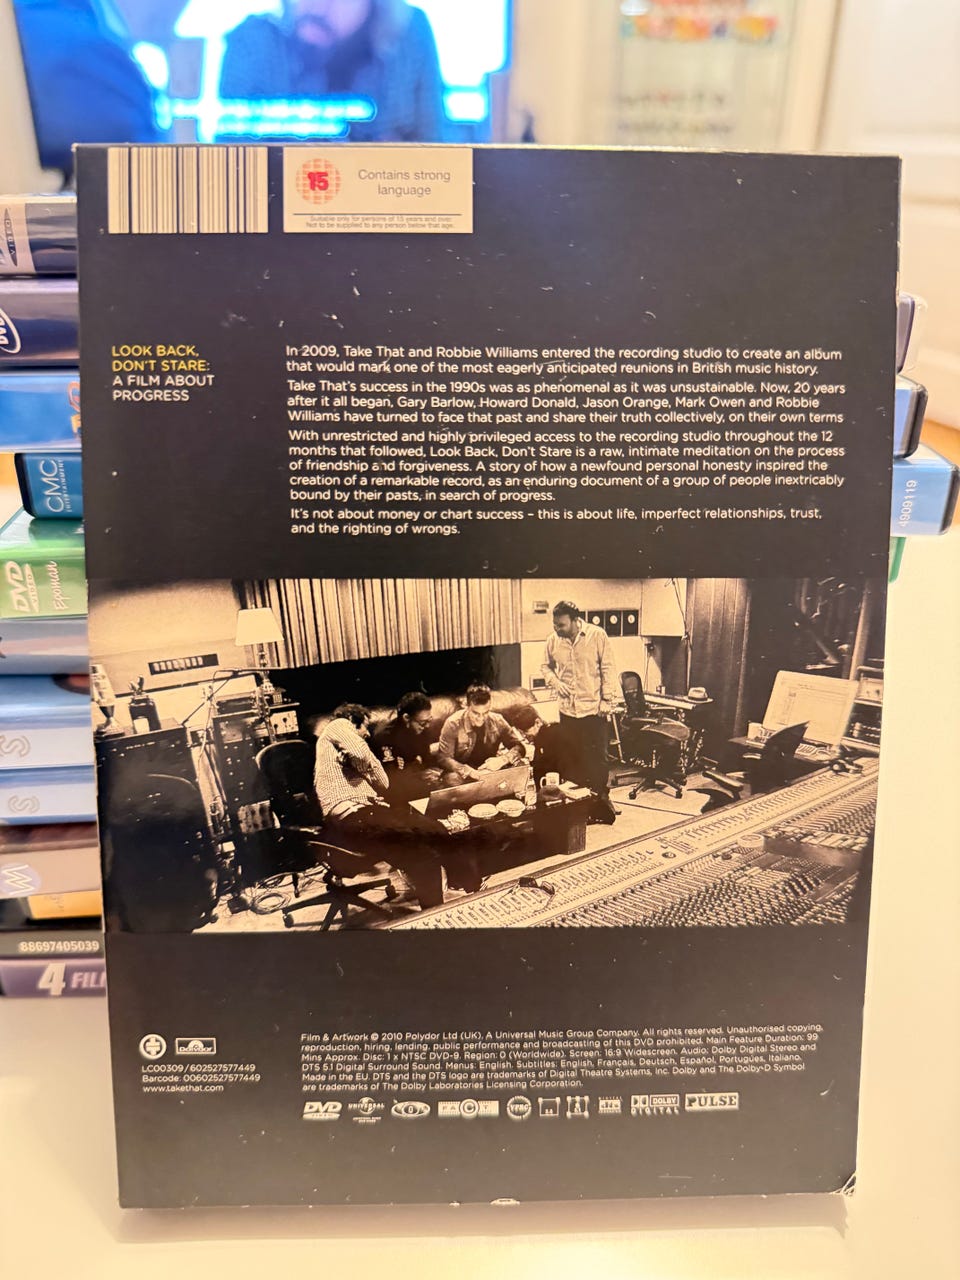 15
Contains strong
language
Suitable only for persons of 15 years and over.
Not to be supplied to any person below that age.
LOOK BACK,
DON'T STARE:
A FILM ABOUT
PROGRESS
In 2009, Take That and Robbie Williams entered the recording studio to create an album
that would mark one of the most eagerly anticipated reunions in British music history.
Take That's success in the 1990s was as phenomenal as it was unsustainable. Now, 20 years
after it all began, Gary Barlow, Howard Donald, Jason Orange, Mark Owen and Robbie
Williams have turned to face that past and share their truth collectively, on their own terms
With unrestricted and highly privileged access to the recording studio throughout the 12
months that followed, Look Back, Don't Stare is a raw, intimate meditation on the process
of friendship and forgiveness. A story of how a newfound personal honesty inspired the
creation of a remarkable record, as an enduring document of a group of people inextricably
bound by their pasts, in search of progress.
It's not about money or chart success – this is about life, imperfect relationships, trust,
and the righting of wrongs.
Polydor
LC00309 / 602527577449
Barcode: 00602527577449
www.takethat.com
Film & Artwork © 2010 Polydor Ltd (UK), A Universal Music Group Company. All rights reserved. Unauthorised copying,
reproduction, hiring, lending, public performance and broadcasting of this DVD prohibited. Main Feature Duration: 99
Mins Approx. Disc: 1 x NTSC DVD-9. Region: 0 (Worldwide). Screen: 16:9 Widescreen. Audio: Dolby Digital Stereo and
DTS 5.1 Digital Surround Sound. Menus: English. Subtitles: English, Français, Deutsch, Español, Português, Italiano.
Made in the EU. DTS and the DTS logo are trademarks of Digital Theatre Systems, Inc. Dolby and The Dolby-D Symbol
are trademarks of The Dolby Laboratories Licensing Corporation.
DVD VIDEO UNIVERSAL FACT dts DOLBY DIGITAL PULSE
VIDEO
DVD
CMC
ENTERTAINMENT
DVD
VIDEO
Egmont
88697405039
4 FIL
4909119